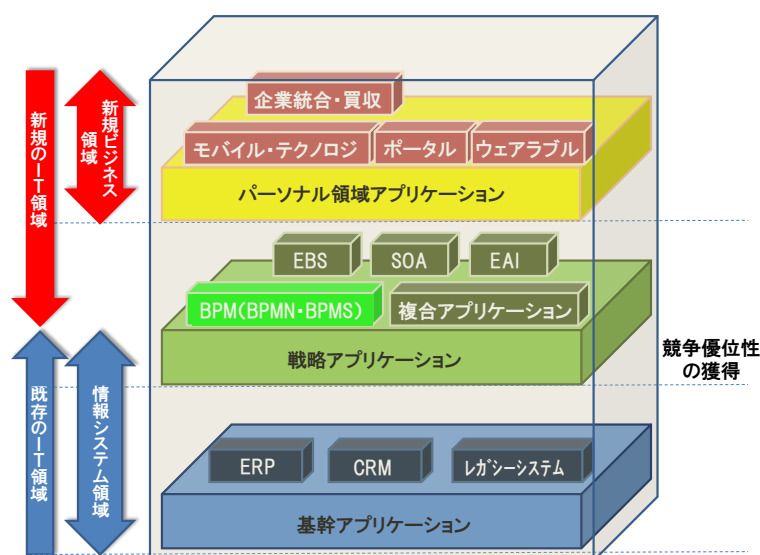 企業統合・買収
モバイル・テクノロジ
ポータル
ウェアラブル
パーソナル領域アプリケーション
新規のIT領域
新規ビジネス
領域
EBS
SOA
EAI
BPM(BPMN・BPMS)
複合アプリケーション
戦略アプリケーション
競争優位性
の獲得
既存のIT領域
情報システム領域
ERP
CRM
ﾚｶﾞｼｰｼｽﾃﾑ
基幹アプリケーション